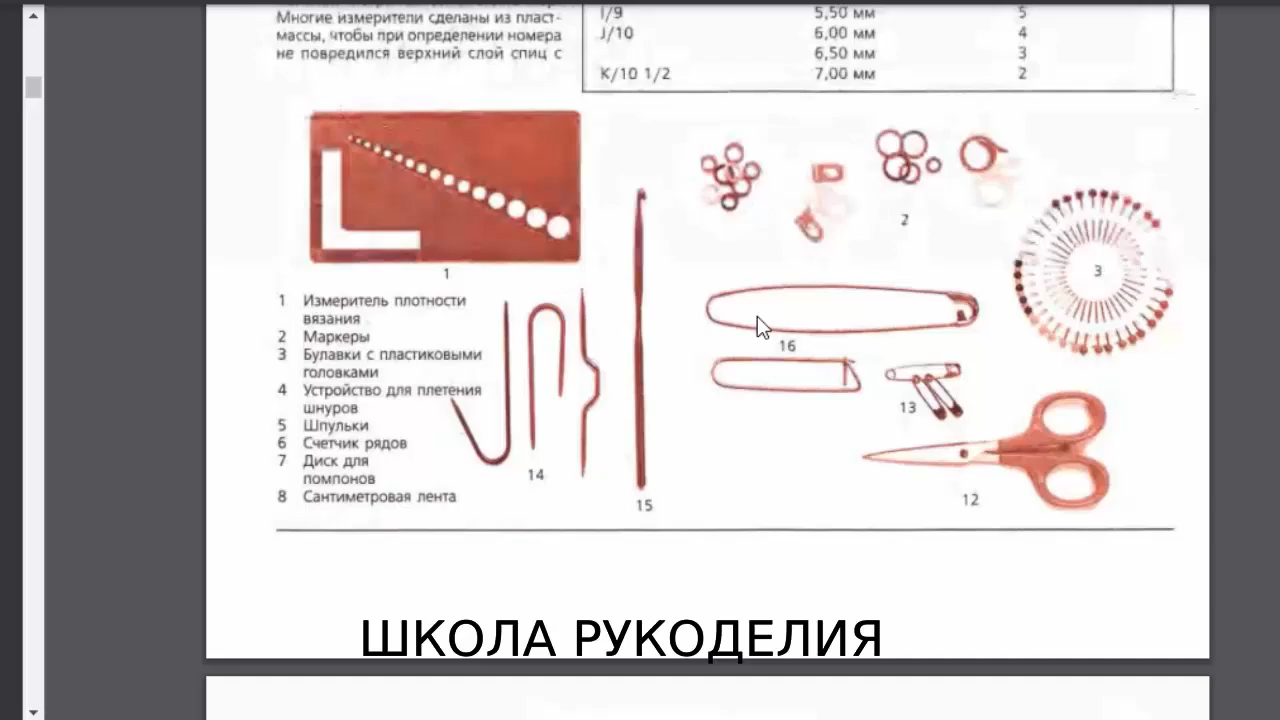 Многие измерители сделаны из пласт-
массы, чтобы при определении номера
не повредился верхний слой спиц с
I/9 5,50 мм 5
J/10 6,00 мм 4
6,50 мм 3
K/10 1/2 7,00 мм 2
1
2
3
1 Измеритель плотности
вязания
2 Маркеры
3 Булавки с пластиковыми
головками
4 Устройство для плетения
шнуров
5 Шпульки
6 Счетчик рядов
7 Диск для
помпонов
8 Сантиметровая лента
14
15
16
13
12
ШКОЛА РУКОДЕЛИЯ